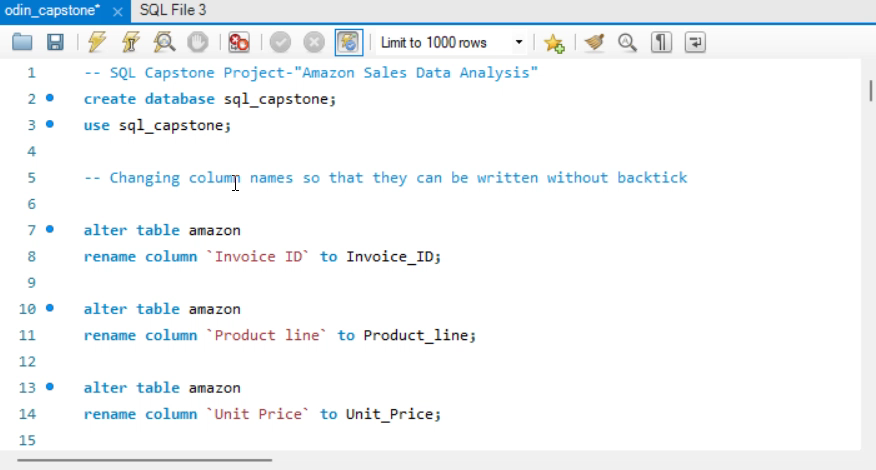 odin_capstone* × SQL File 3
Limit to 1000 rows
1 -- SQL Capstone Project-"Amazon Sales Data Analysis"
2 create database sql_capstone;
3 use sql_capstone;
4
5 -- Changing column names so that they can be written without backtick
6
7 alter table amazon
8 rename column `Invoice ID` to Invoice_ID;
9
10 alter table amazon
11 rename column `Product line` to Product_line;
12
13 alter table amazon
14 rename column `Unit Price` to Unit_Price;
15